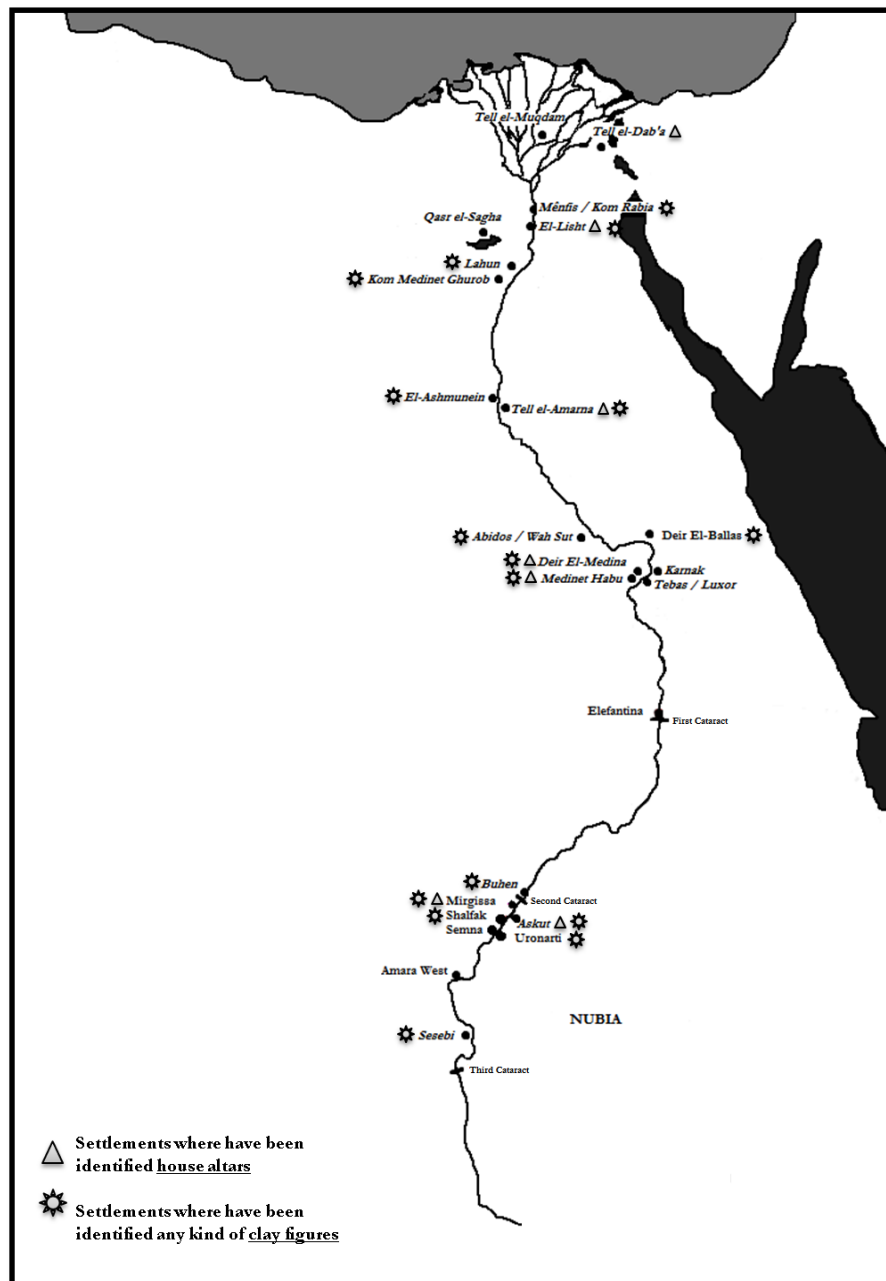 Tell el-Muqdam
Tell el-Dab'a
Mênfis / Kom Rabia
Qasr el-Sagha
El-Lisht
Lahun
Kom Medinet Ghurob
El-Ashmunein
Tell el-Amarna
Abidos / Wah Sut
Deir El-Ballas
Deir El-Medina
Karnak
Medinet Habu
Tebas / Luxor
Elefantina
First Cataract
Buhen
Mirgissa
Second Cataract
Shalfak
Askut
Semna
Uronarti
Amara West
NUBIA
Sesebi
Third Cataract
Settlements where have been
identified house altars
Settlements where have been
identified any kind of clay figures